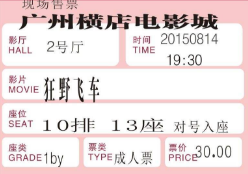 现场售票
广州横店电影城
影厅 HALL 2号厅 时间 TIME 20150814 19:30
影片 MOVIE 狂野飞车
座位 SEAT 10排 13座 对号入座
座类 GRADE 1by 票类 TYPE 成人票 票价 PRICE 30.00